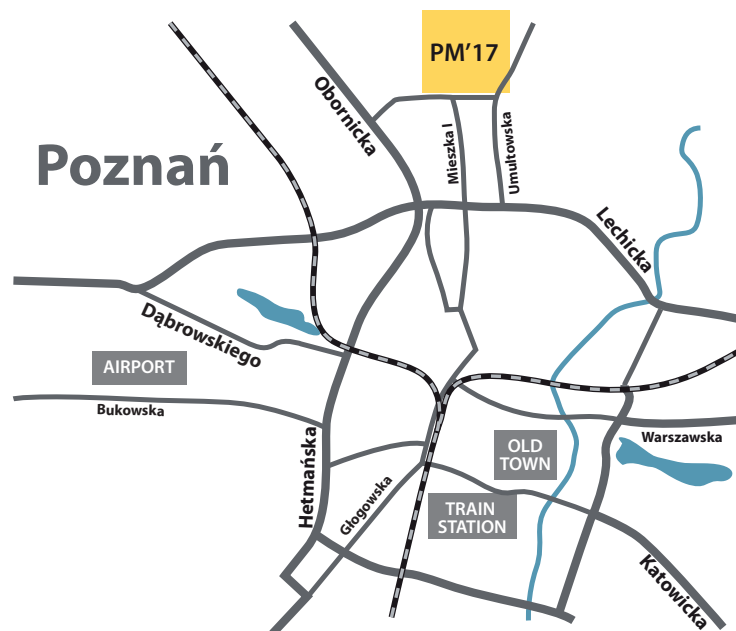 PM’17
Obornicka
Mieszka I
Umultowska
Poznań
Lechicka
Dąbrowskiego
AIRPORT
Bukowska
Hetmańska
Głogowska
OLD
TOWN
Warszawska
TRAIN
STATION
Katowicka